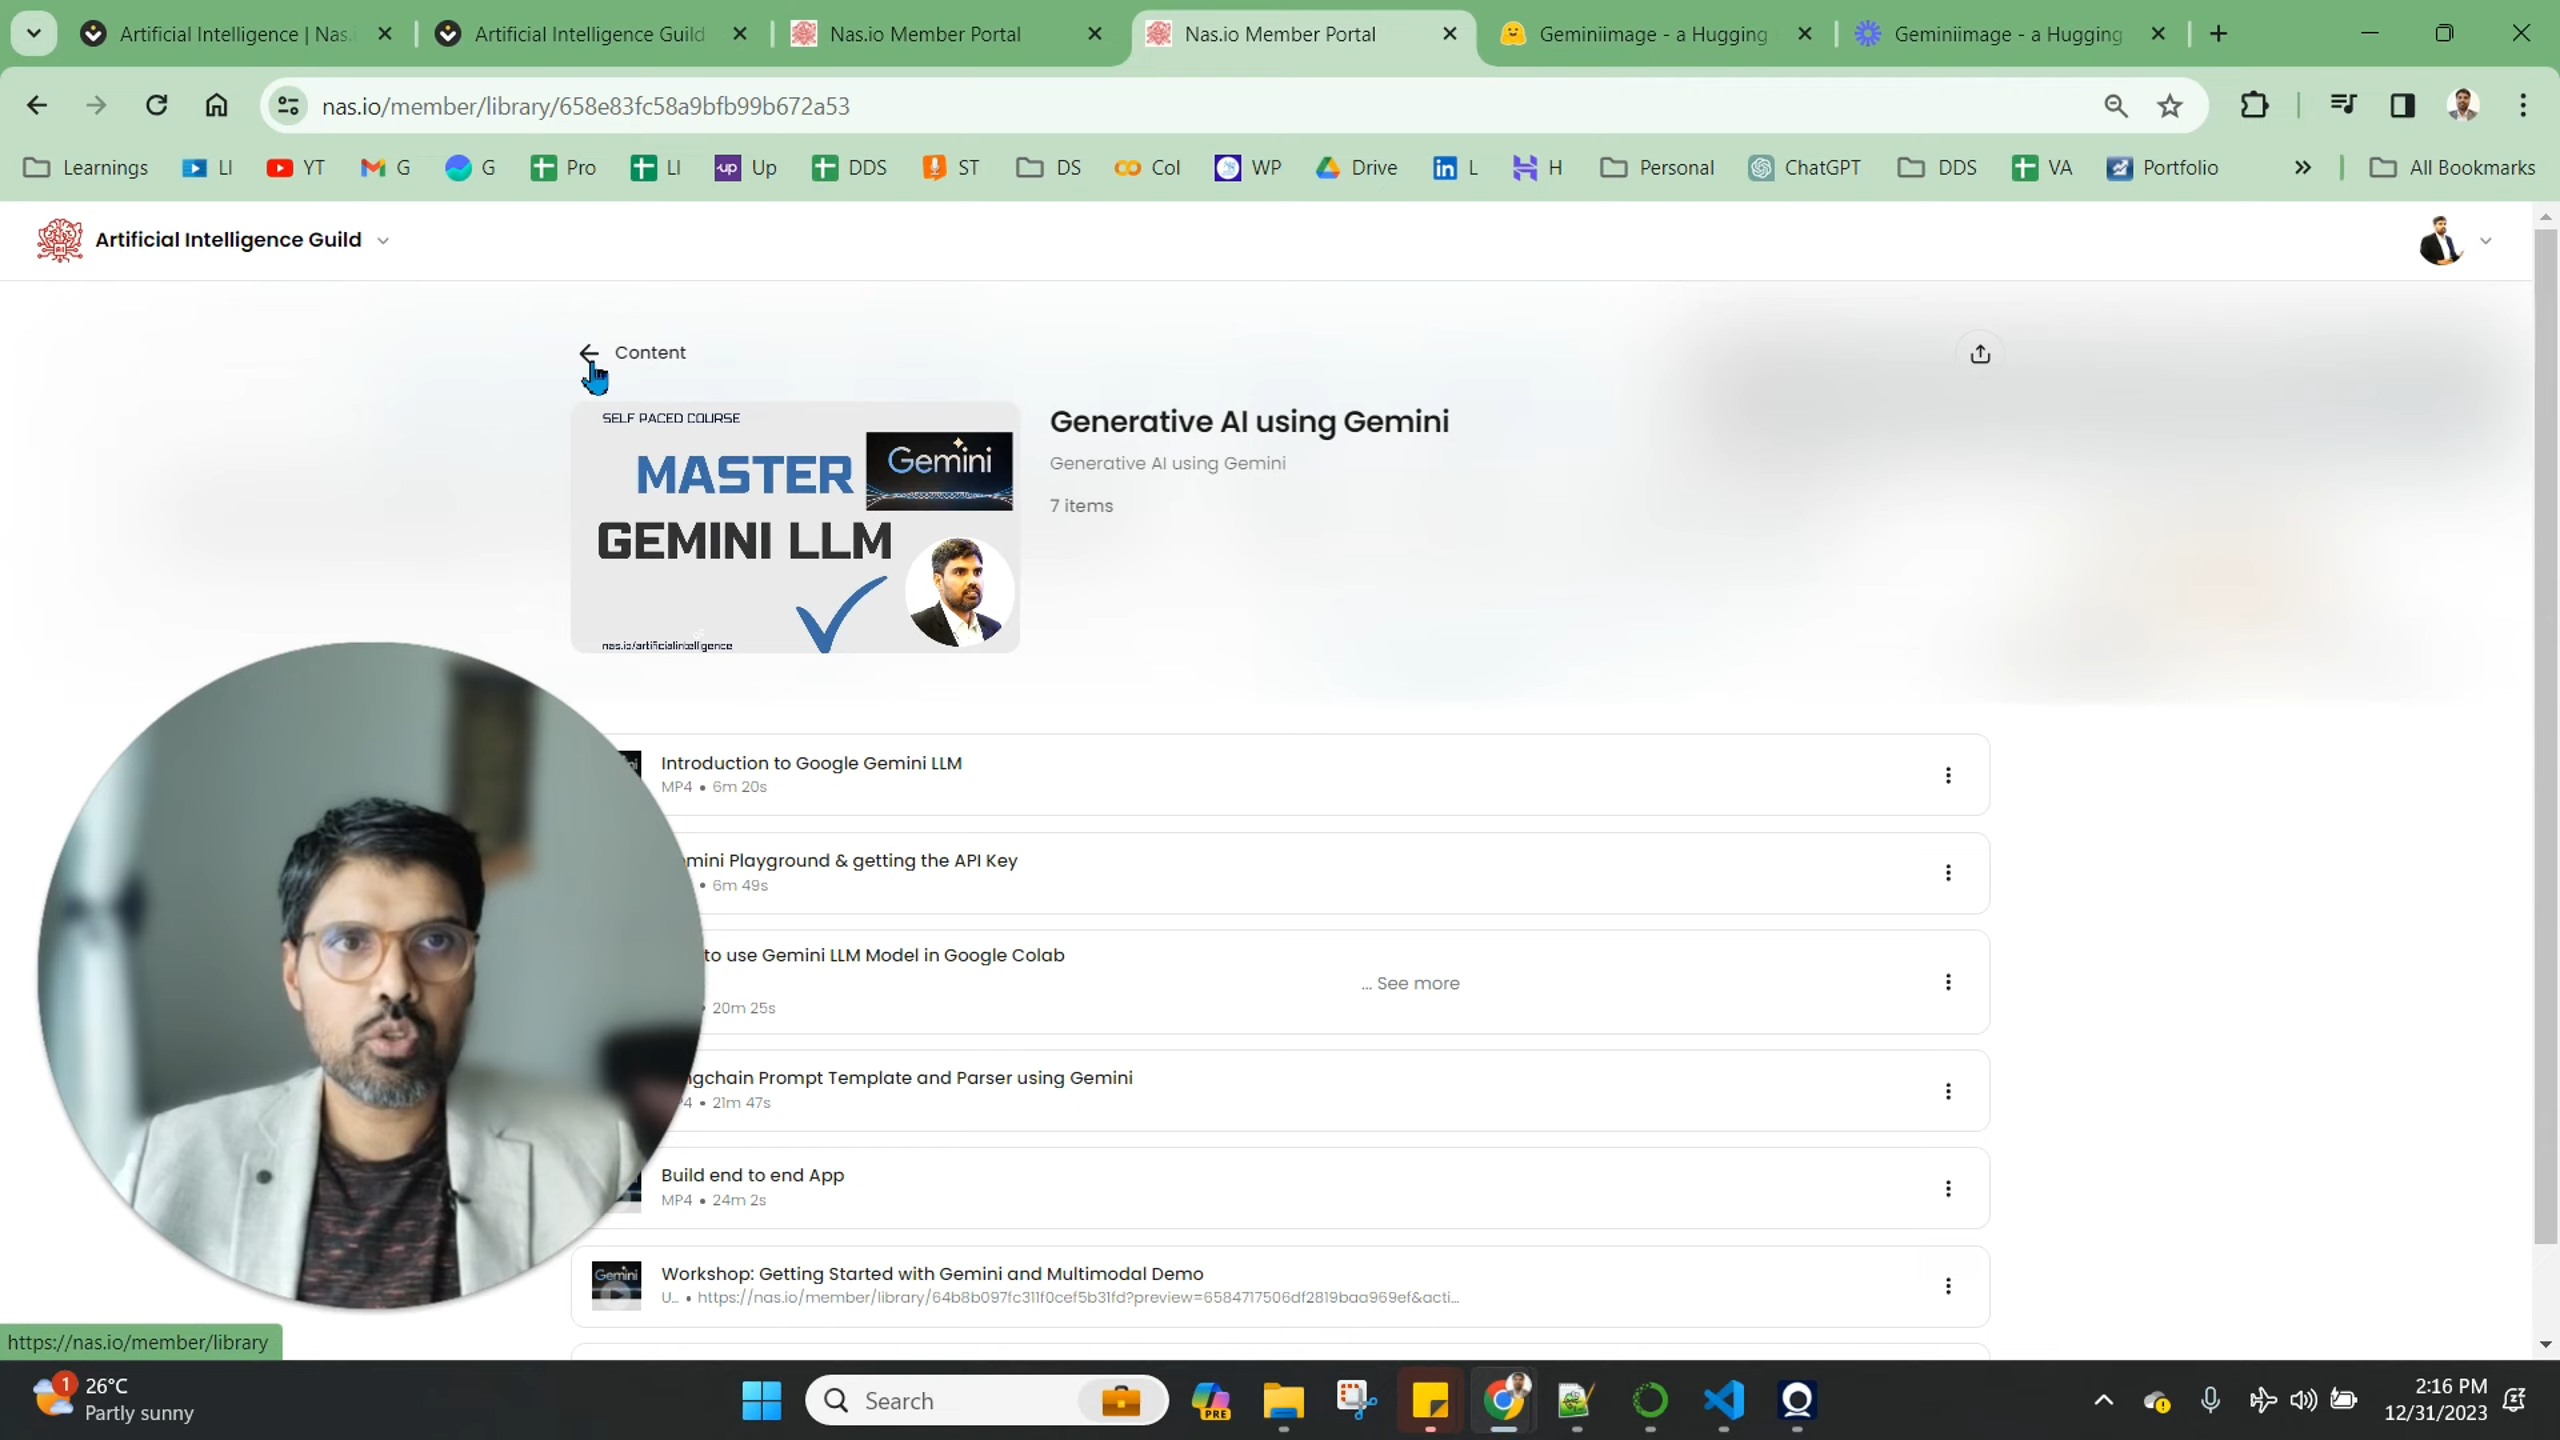 Artificial Intelligence | Nas.
Artificial Intelligence Guild
Nas.io Member Portal
Nas.io Member Portal
Geminiimage - a Hugging
Geminiimage - a Hugging
nas.io/member/library/658e83fc58a9bfb99b672a53
Learnings
LI
YT
G
G
Pro
LI
Up
DDS
ST
DS
Col
WP
Drive
L
H
Personal
ChatGPT
DDS
VA
Portfolio
All Bookmarks
Artificial Intelligence Guild
Content
SELF PACED COURSE
MASTER
Gemini
GEMINI LLM
nas.io/artificialintelligence
Generative AI using Gemini
Generative AI using Gemini
7 items
Introduction to Google Gemini LLM
MP4 • 6m 20s
mini Playground & getting the API Key
• 6m 49s
to use Gemini LLM Model in Google Colab
... See more
• 20m 25s
gchain Prompt Template and Parser using Gemini
4 • 21m 47s
Build end to end App
MP4 • 24m 2s
Gemini
Workshop: Getting Started with Gemini and Multimodal Demo
U... • https://nas.io/member/library/64b8b097fc311f0cef5b31fd?preview=6584717506df2819baa969ef&acti...
https://nas.io/member/library
1
26°C
Partly sunny
Search
PRE
2:16 PM
12/31/2023